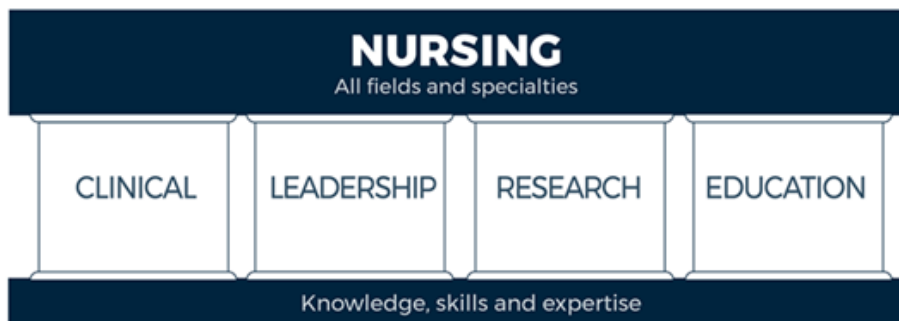 NURSING
All fields and specialties
CLINICAL
LEADERSHIP
RESEARCH
EDUCATION
Knowledge, skills and expertise